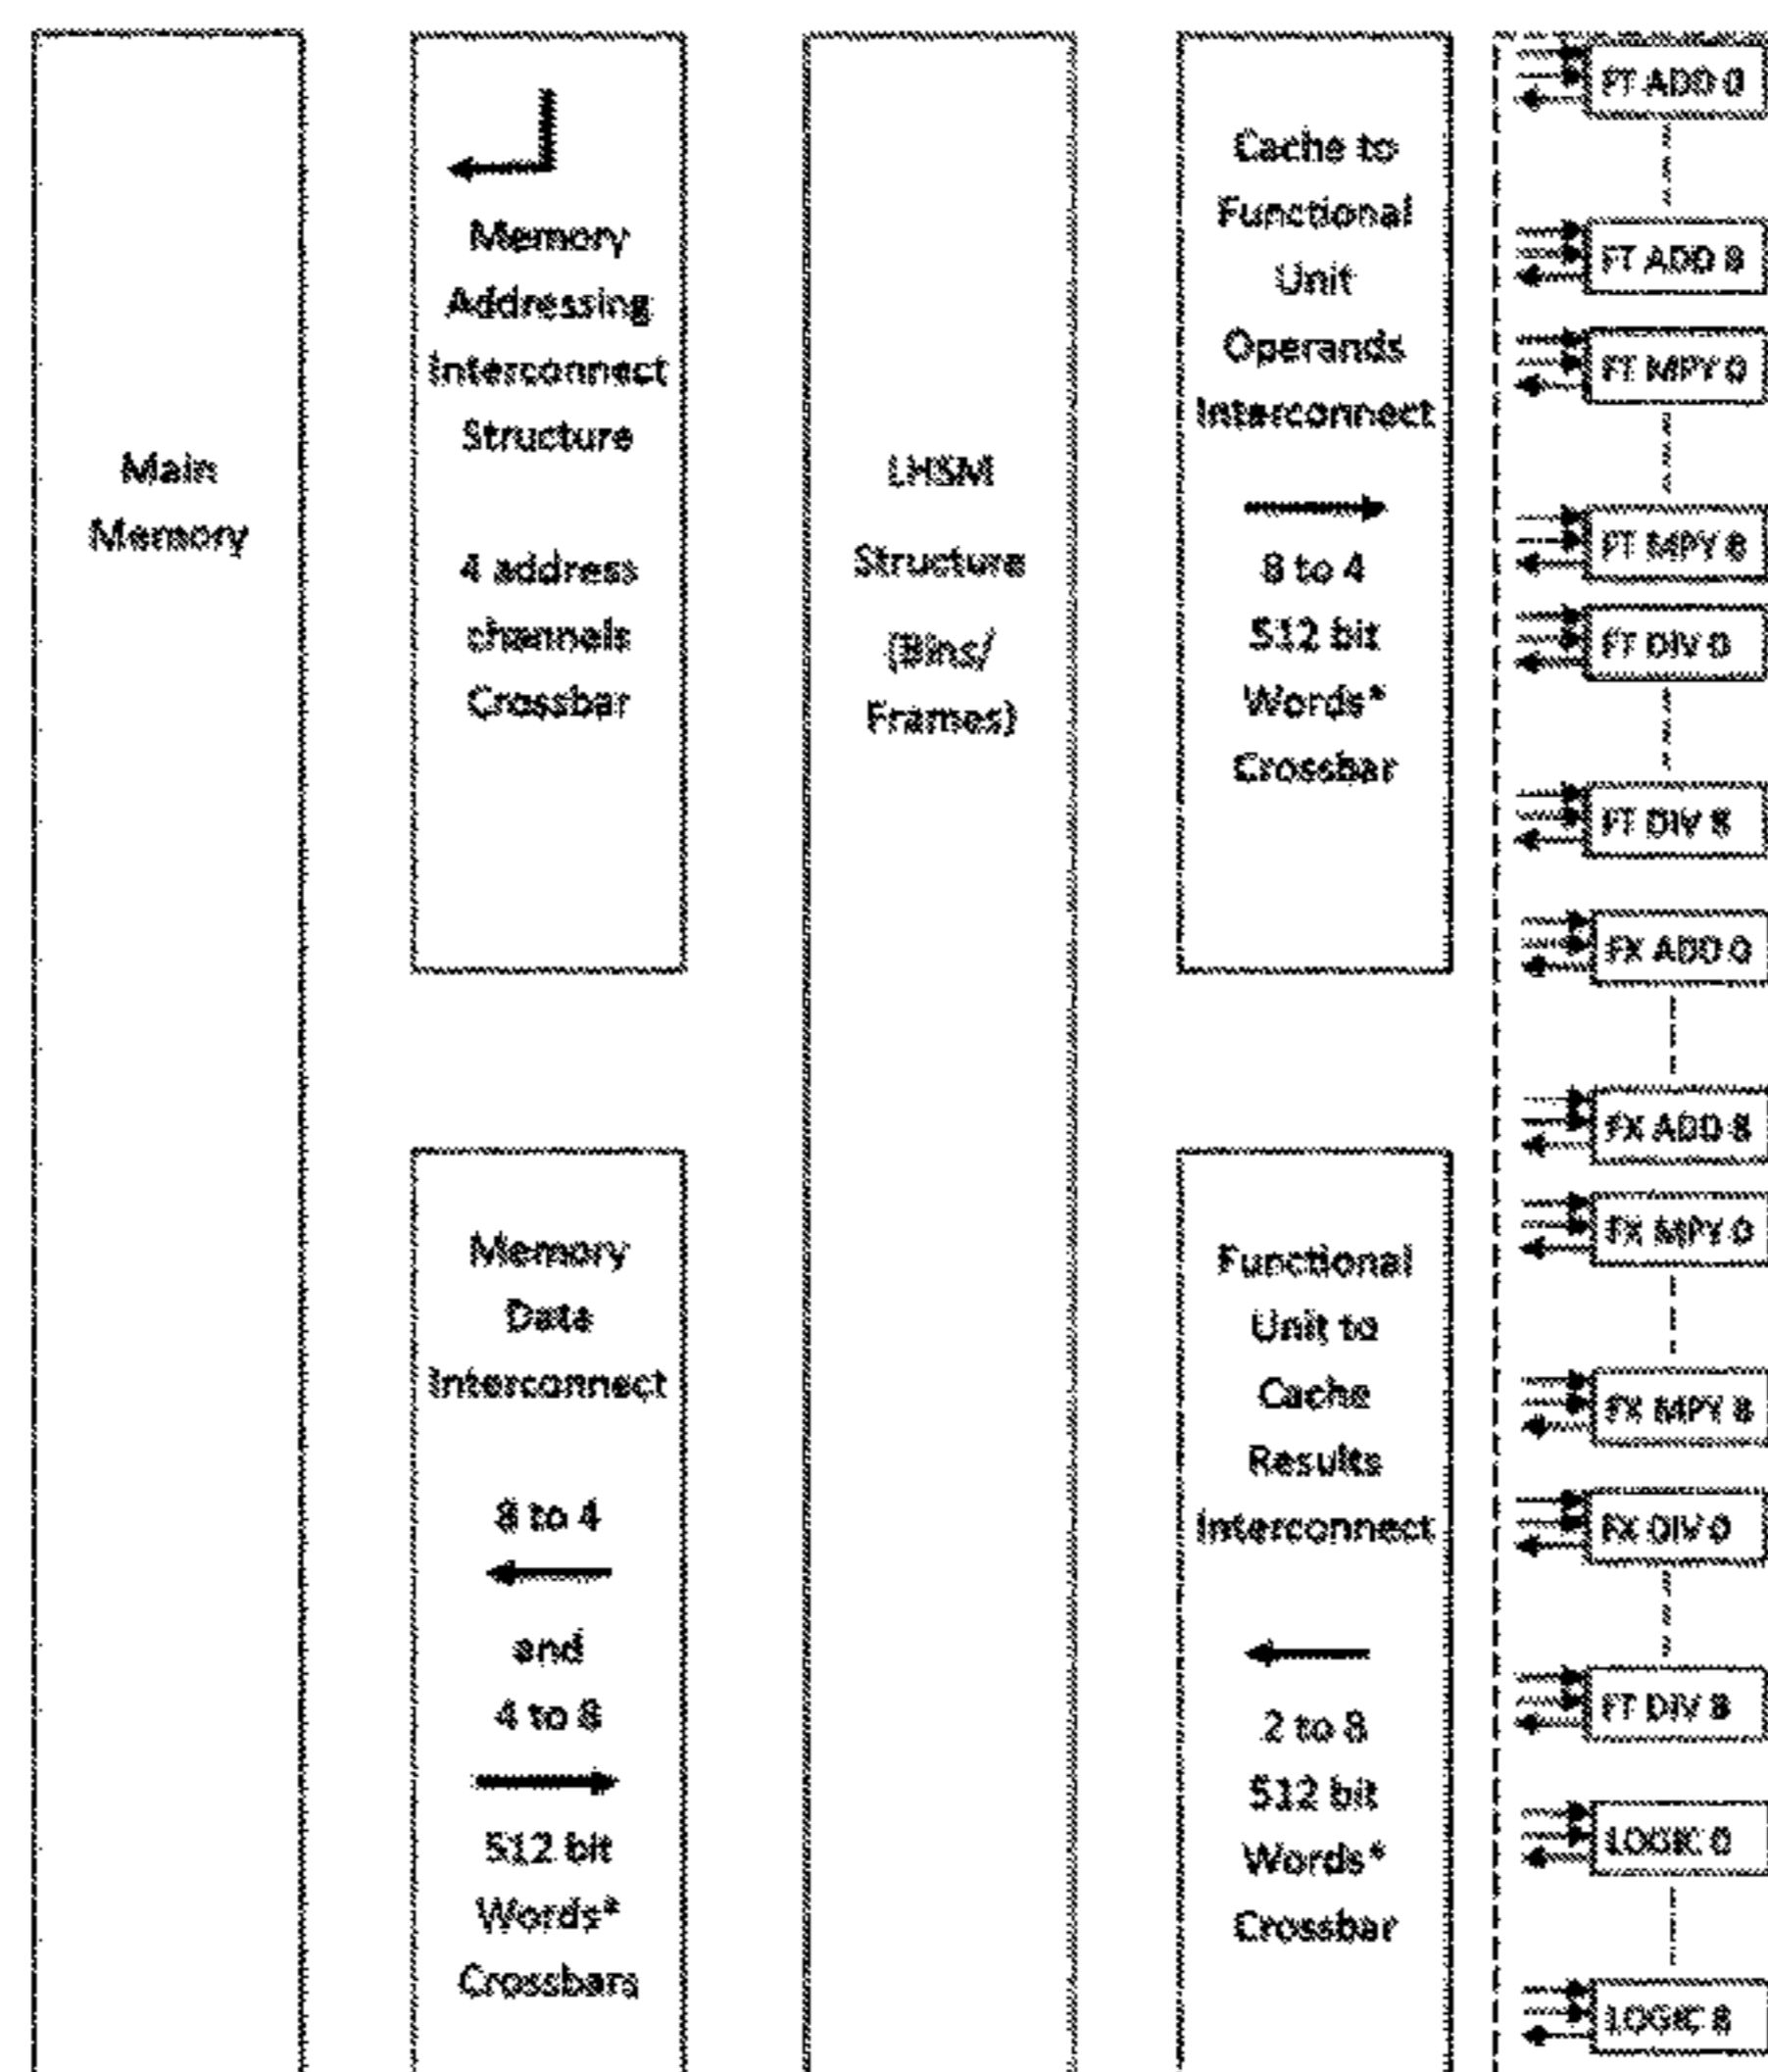 Main
Memory
Memory
Addressing
Interconnect
Structure
4 address
channels
Crossbar
Memory
Data
Interconnect
8 to 4
and
4 to 8
512 bit
Words*
Crossbars
LHSM
Structure
(Bins/
Frames)
Cache to
Functional
Unit
Operands
Interconnect
8 to 4
512 bit
Words*
Crossbar
Functional
Unit to
Cache
Results
Interconnect
2 to 8
512 bit
Words*
Crossbar
FT ADD 0
FT ADD 8
FT MPY 0
FT MPY 8
FT DIV 0
FT DIV 8
FX ADD 0
FX ADD 8
FX MPY 0
FX MPY 8
FX DIV 0
FT DIV 8
LOGIC 0
LOGIC 8